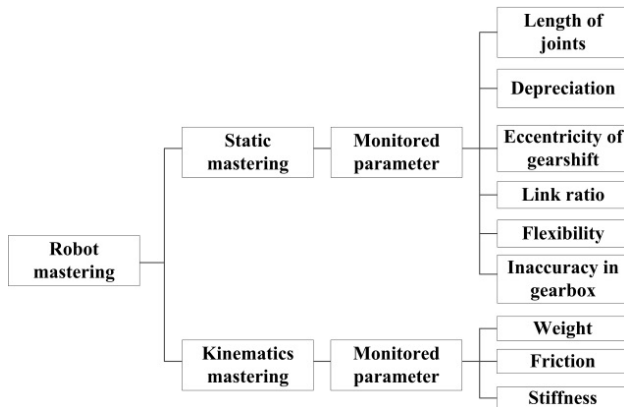 Length of
joints
Depreciation
Static
mastering
Monitored
parameter
Eccentricity of
gearshift
Link ratio
Robot
mastering
Flexibility
Inaccuracy in
gearbox
Kinematics
mastering
Monitored
parameter
Weight
Friction
Stiffness